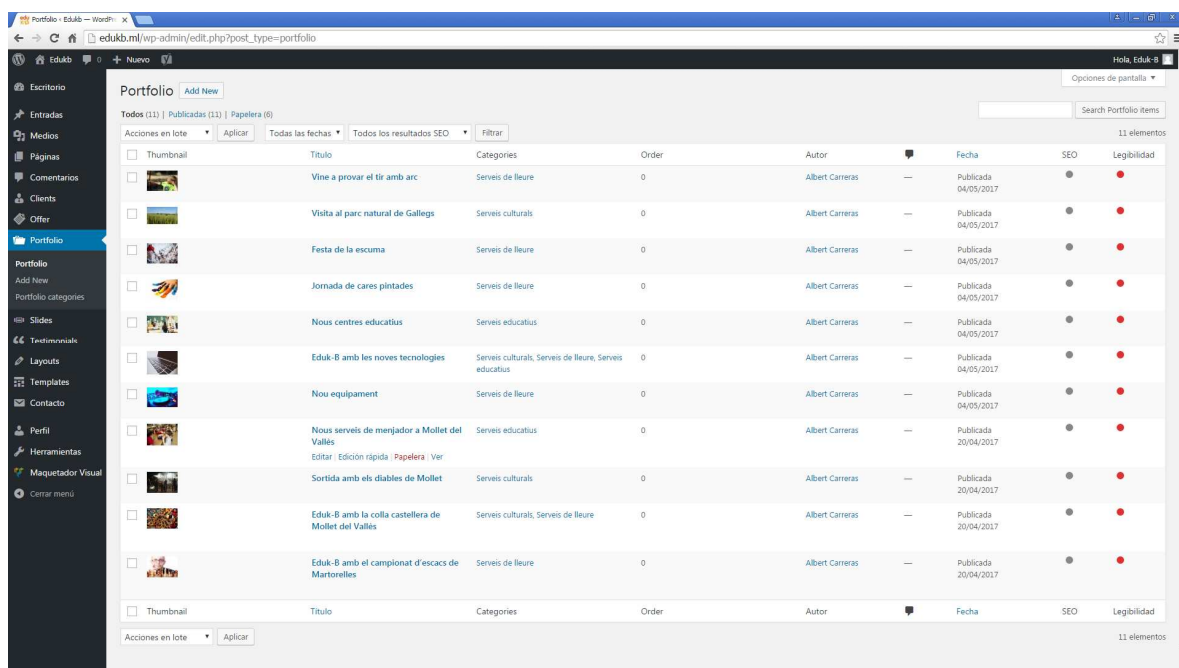 Portfolio ‹ Edukb — WordPr
edukb.ml/wp-admin/edit.php?post_type=portfolio
Edukb 0 + Nuevo
Hola, Eduk-B
Opciones de pantalla
Escritorio
Entradas
Medios
Páginas
Comentarios
Clients
Offer
Portfolio
Portfolio
Add New
Portfolio categories
Slides
Testimonials
Layouts
Templates
Contacto
Perfil
Herramientas
Maquetador Visual
Cerrar menú
Portfolio Add New
Todos (11) | Publicadas (11) | Papelera (6)
Search Portfolio items
Acciones en lote Aplicar Todas las fechas Todos los resultados SEO Filtrar
11 elementos
Thumbnail Título Categories Order Autor Fecha SEO Legibilidad
Vine a provar el tir amb arc Serveis de lleure 0 Albert Carreras — Publicada
04/05/2017
Visita al parc natural de Gallegs Serveis culturals 0 Albert Carreras — Publicada
04/05/2017
Festa de la escuma Serveis de lleure 0 Albert Carreras — Publicada
04/05/2017
Jornada de cares pintades Serveis de lleure 0 Albert Carreras — Publicada
04/05/2017
Nous centres educatius Serveis educatius 0 Albert Carreras — Publicada
04/05/2017
Eduk-B amb les noves tecnologies Serveis culturals, Serveis de lleure, Serveis 0 Albert Carreras — Publicada
educatius 04/05/2017
Nou equipament Serveis de lleure 0 Albert Carreras — Publicada
04/05/2017
Nous serveis de menjador a Mollet del Serveis educatius 0 Albert Carreras — Publicada
Vallès 20/04/2017
Editar | Edición rápida | Papelera | Ver
Sortida amb els diables de Mollet Serveis culturals 0 Albert Carreras — Publicada
20/04/2017
Eduk-B amb la colla castellera de Serveis culturals, Serveis de lleure 0 Albert Carreras — Publicada
Mollet del Vallés 20/04/2017
Eduk-B amb el campionat d'escacs de Serveis de lleure 0 Albert Carreras — Publicada
Martorelles 20/04/2017
Thumbnail Título Categories Order Autor Fecha SEO Legibilidad
Acciones en lote Aplicar
11 elementos